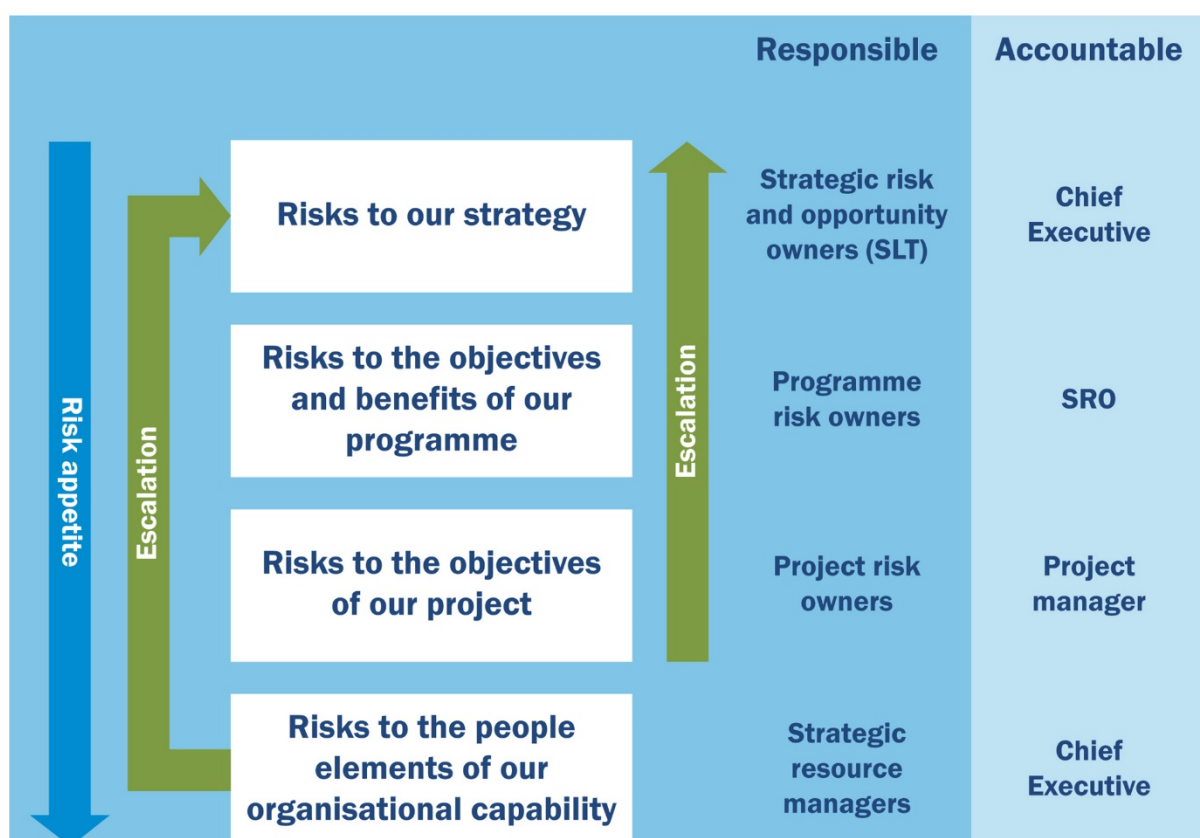 Responsible
Accountable
Risk appetite
Escalation
Risks to our strategy
Escalation
Strategic risk
and opportunity
owners (SLT)
Chief
Executive
Risks to the objectives
and benefits of our
programme
Programme
risk owners
SRO
Risks to the objectives
of our project
Project risk
owners
Project
manager
Risks to the people
elements of our
organisational capability
Strategic
resource
managers
Chief
Executive